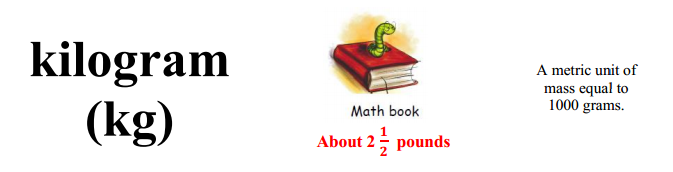 kilogram
(kg)
Math book
About 2 1/2 pounds
A metric unit of
mass equal to
1000 grams.